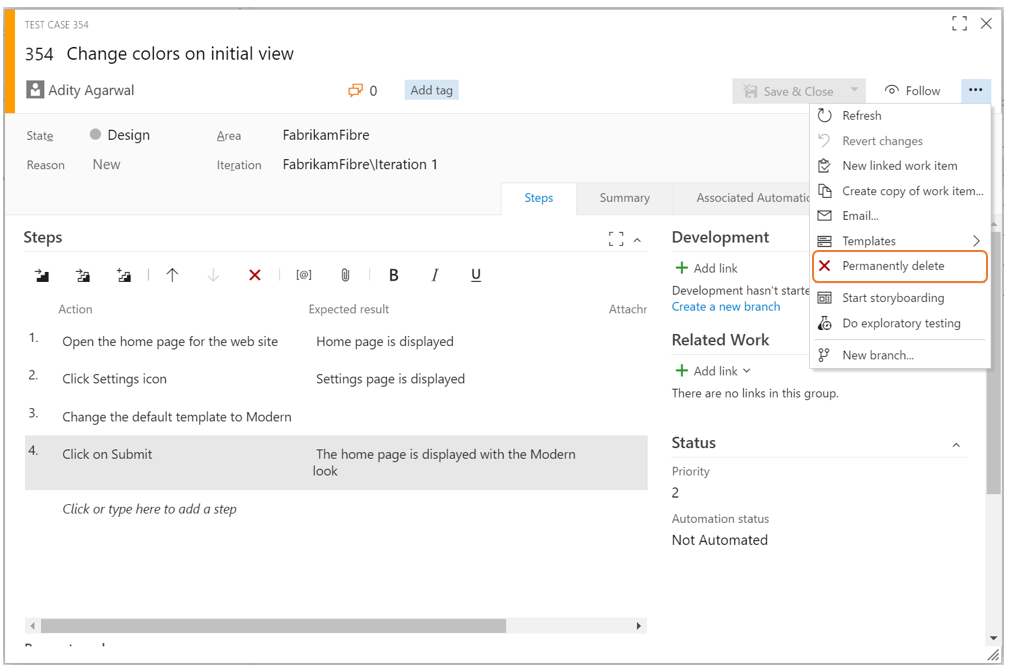 TEST CASE 354
354 Change colors on initial view
Adity Agarwal
0
Add tag
Save & Close
Follow
State
Design
Area
FabrikamFibre
Reason
New
Iteration
FabrikamFibre\Iteration 1
Refresh
Revert changes
New linked work item
Create copy of work item...
Email...
Templates
Permanently delete
Start storyboarding
Do exploratory testing
New branch...
Steps
Summary
Associated Automatic
Steps
[@]
B
I
U
Action
Expected result
Attachr
1. Open the home page for the web site
Home page is displayed
2. Click Settings icon
Settings page is displayed
3. Change the default template to Modern
4. Click on Submit
The home page is displayed with the Modern
look
Click or type here to add a step
Development
Add link
Development hasn't starte
Create a new branch
Related Work
Add link
There are no links in this group.
Status
Priority
2
Automation status
Not Automated